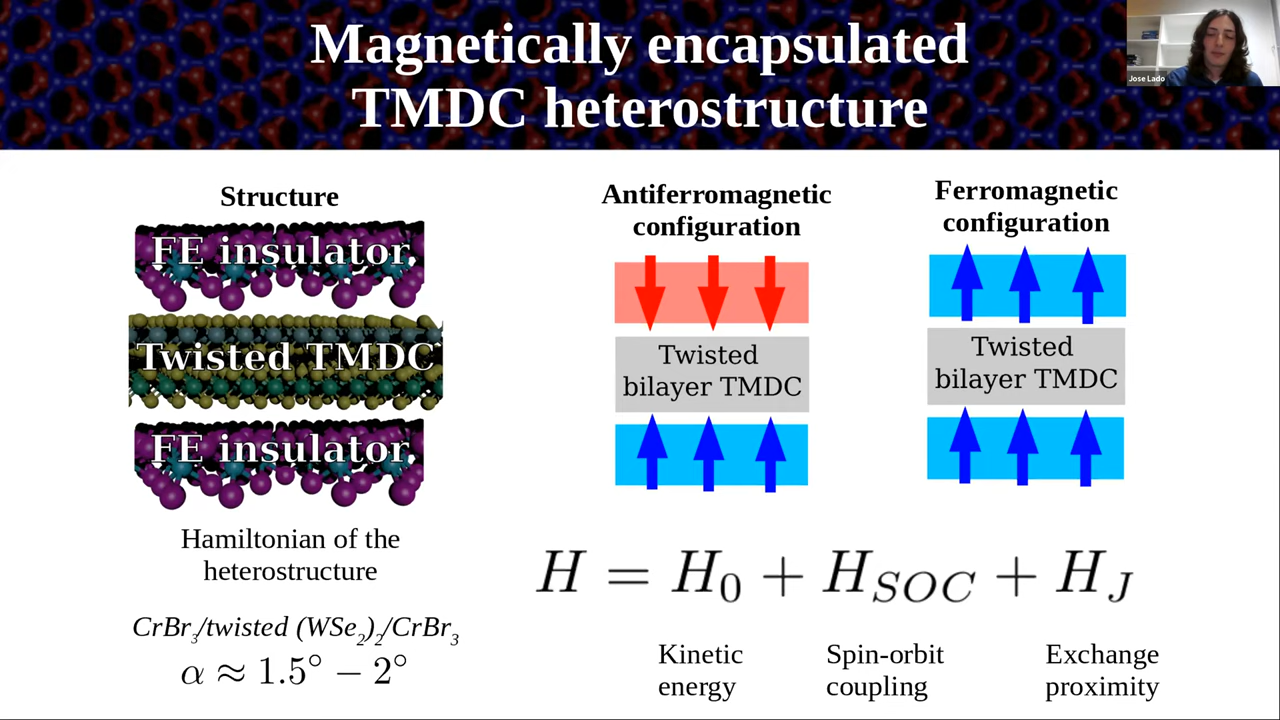 Magnetically encapsulated
TMDC heterostructure
Jose Lado
Structure
FE insulator
Twisted TMDC
FE insulator
Hamiltonian of the
heterostructure
CrBr₃/twisted (WSe₂)₂/CrBr₃
α ≈ 1.5° − 2°
Antiferromagnetic
configuration
Twisted
bilayer TMDC
Ferromagnetic
configuration
Twisted
bilayer TMDC
H = H₀ + H_{SOC} + H_J
Kinetic
energy
Spin-orbit
coupling
Exchange
proximity